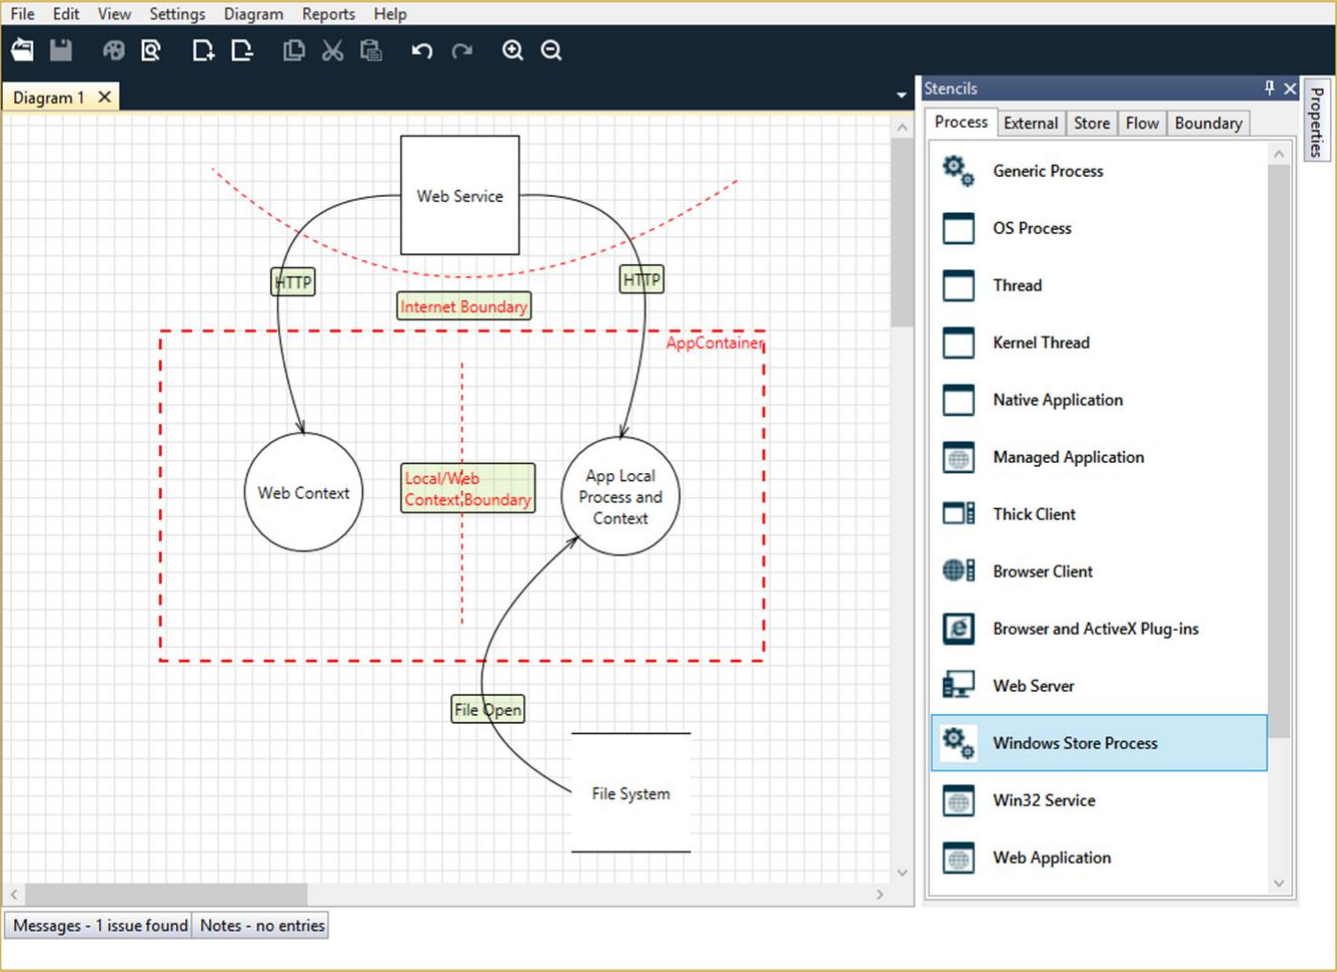 File Edit View Settings Diagram Reports Help
Diagram 1
Stencils
Properties
Process External Store Flow Boundary
Web Service
HTTP
HTTP
Internet Boundary
AppContainer
Local/Web
Context Boundary
Web Context
App Local
Process and
Context
File Open
File System
Generic Process
OS Process
Thread
Kernel Thread
Native Application
Managed Application
Thick Client
Browser Client
Browser and ActiveX Plug-ins
Web Server
Windows Store Process
Win32 Service
Web Application
Messages - 1 issue found Notes - no entries